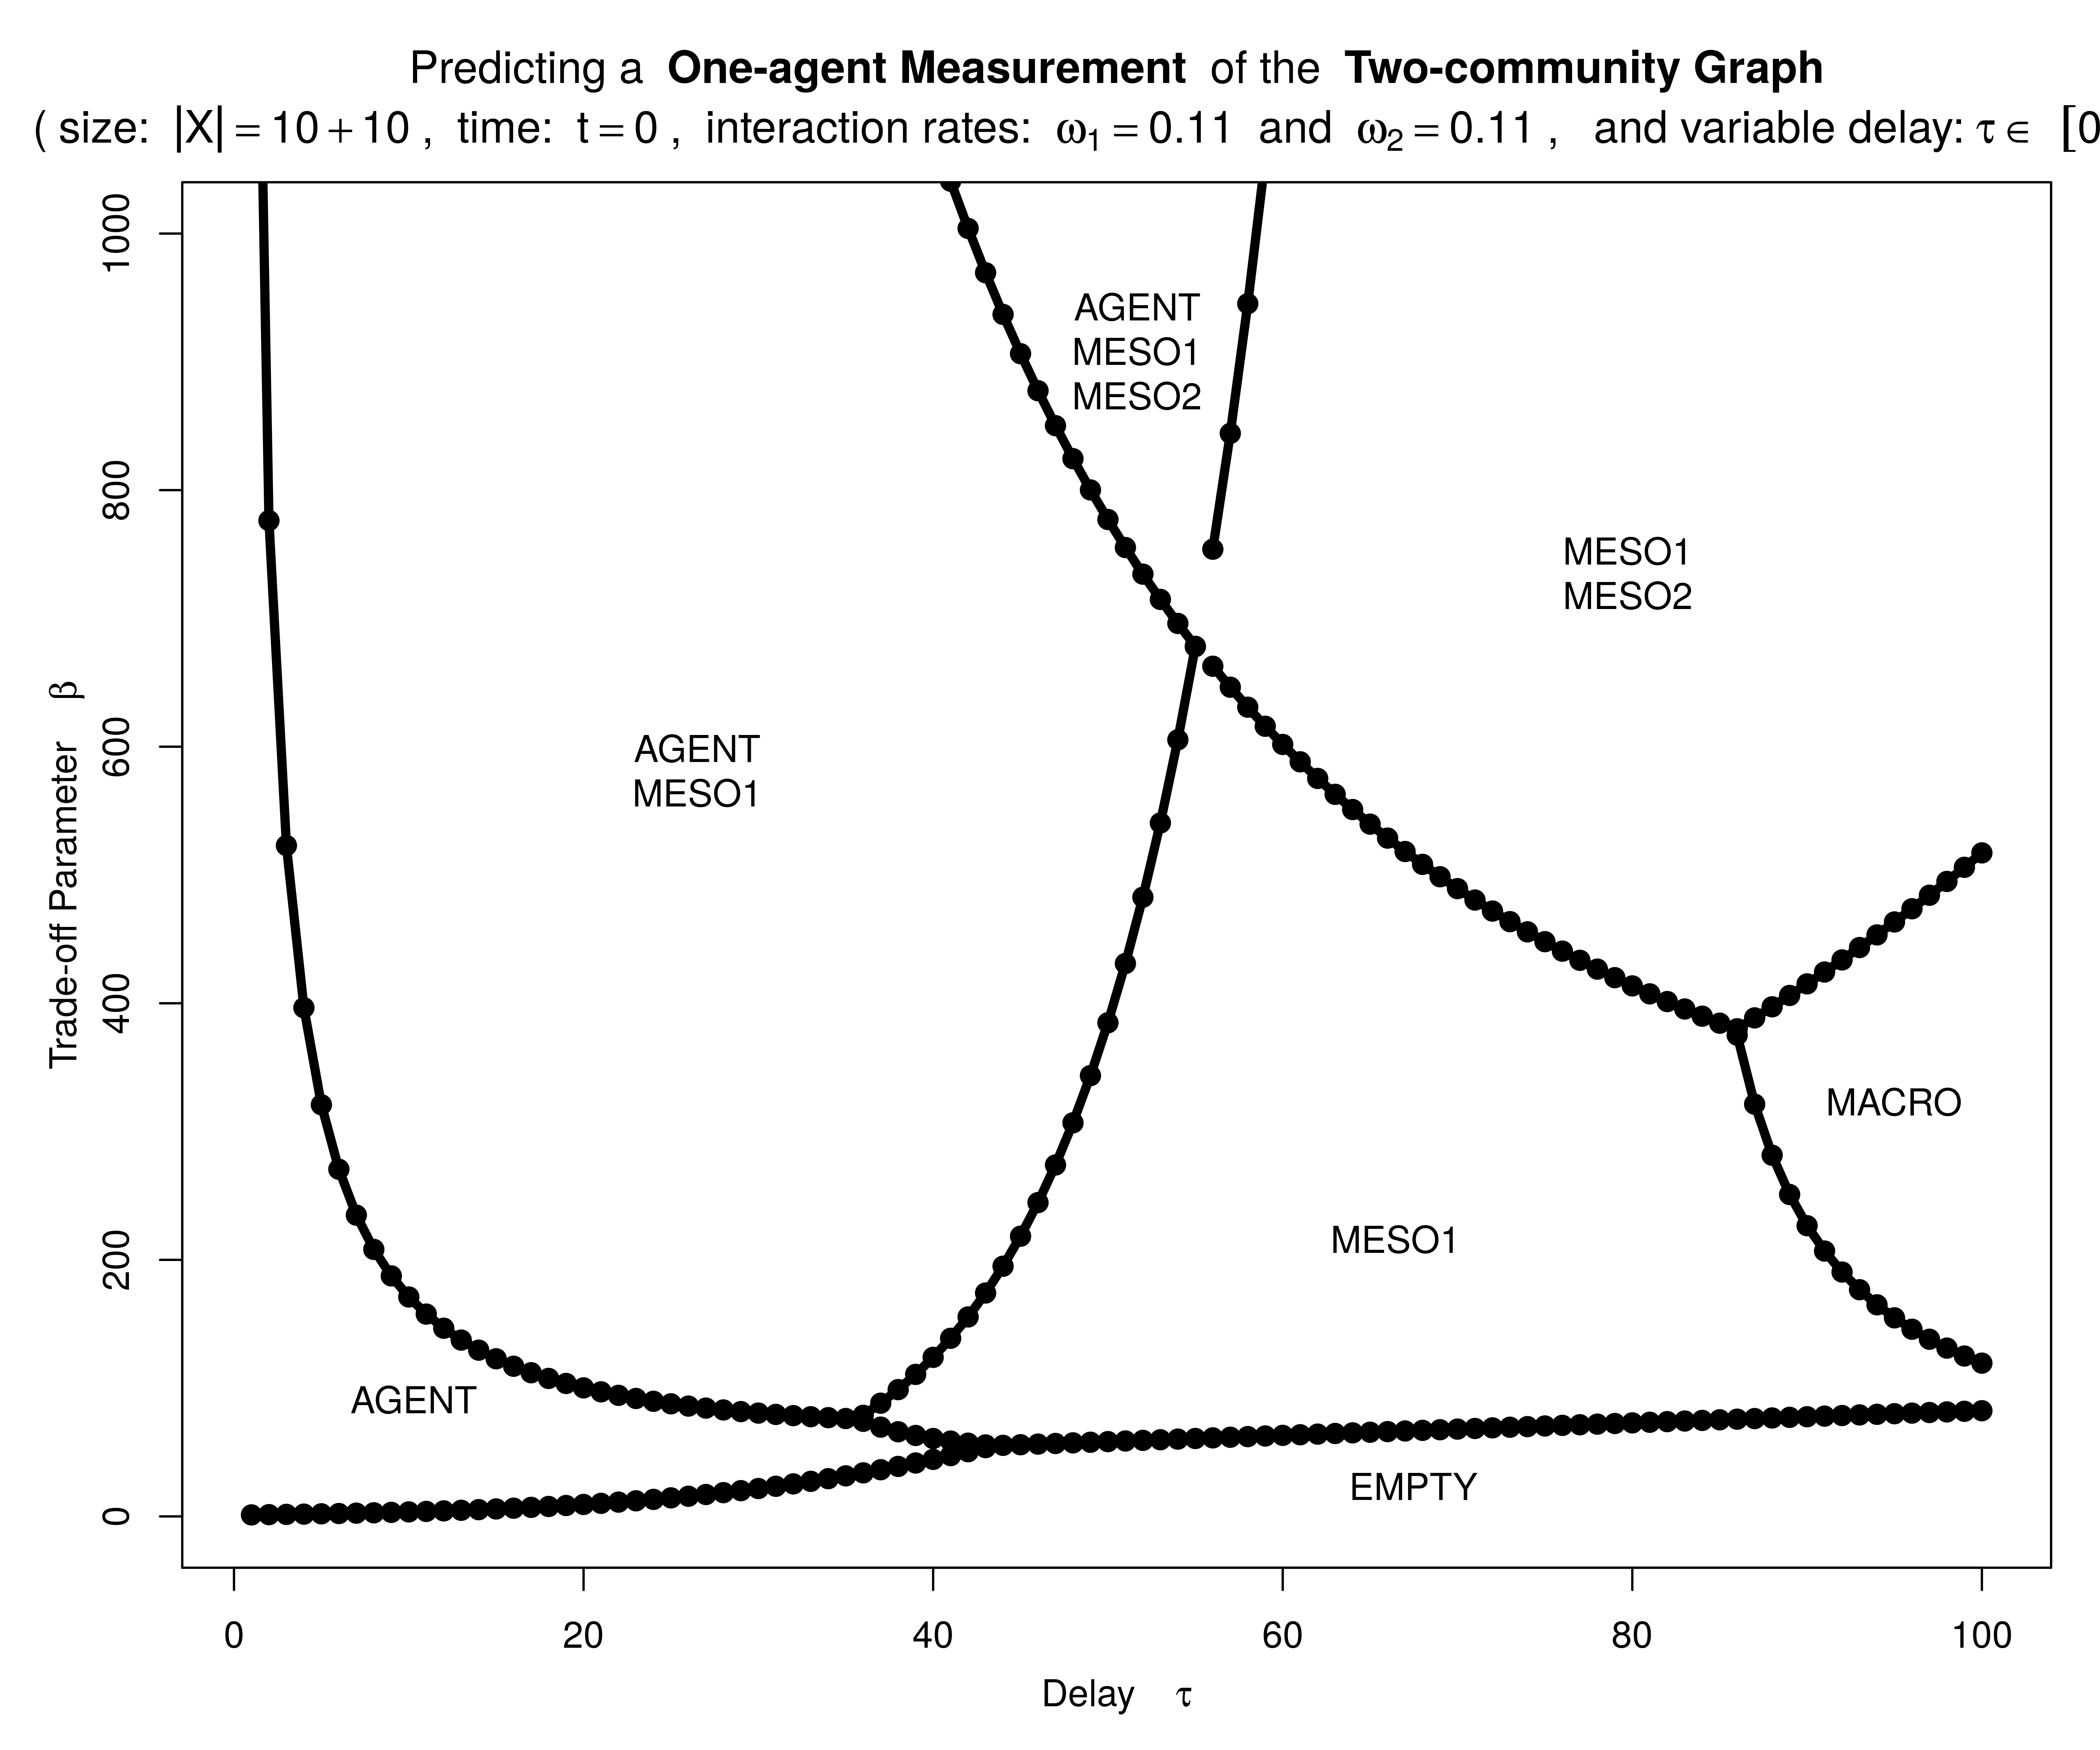 Predicting a One-agent Measurement of the Two-community Graph
( size: |X| = 10 + 10 , time: t = 0 , interaction rates: ω₁ = 0.11 and ω₂ = 0.11 , and variable delay: τ ∈ [0
1000
800
600
400
200
0
Trade-off Parameter β
AGENT
MESO1
MESO2
MESO1
MESO2
AGENT
MESO1
MACRO
MESO1
AGENT
EMPTY
0 20 40 60 80 100
Delay τ